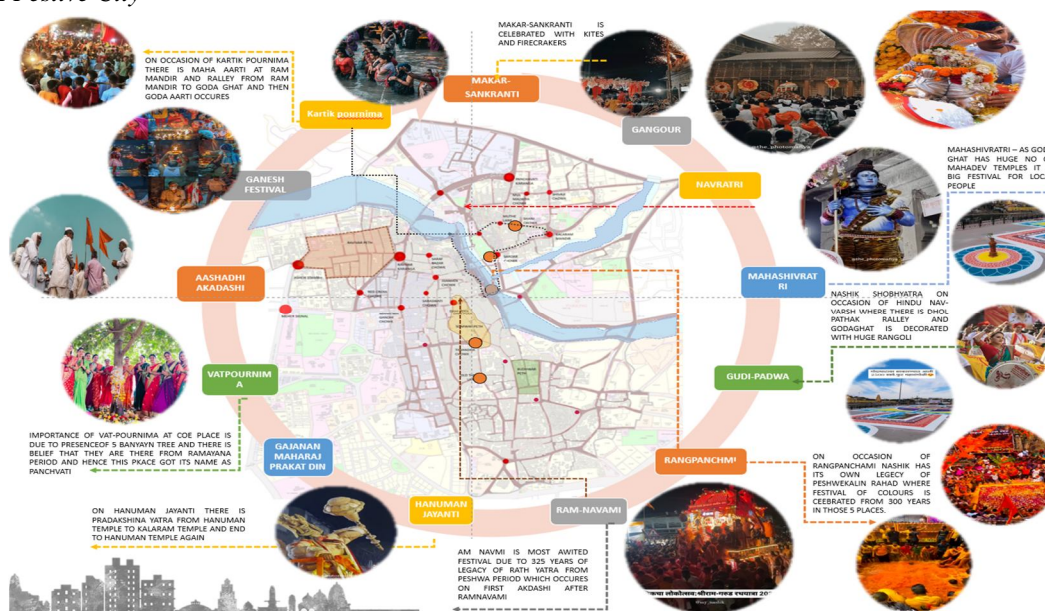 ON OCCASION OF KARTIK POURNIMA
THERE IS MAHA AARTI AT RAM
MANDIR AND RALLEY FROM RAM
MANDIR TO GODA GHAT AND THEN
GODA AARTI OCCURES
MAKAR-SANKRANTI IS
CELEBRATED WITH KITES
AND FIRECRAKERS
MAKAR-
SANKRANTI
Kartik pournima
GANGOUR
GANESH
FESTIVAL
NAVRATRI
MAHASHIVRATRI – AS GOD
GHAT HAS HUGE NO
MAHADEV TEMPLES IT
BIG FESTIVAL FOR LOC
PEOPLE
AASHADHI
AKADASHI
MAHASHIVRAT
RI
NASHIK SHOBHYATRA ON
OCCASION OF HINDU NAV-
VARSH WHERE THERE IS DHOL
PATHAK RALLEY AND
GODAGHAT IS DECORATED
WITH HUGE RANGOLI
VATPOURNIM
A
GUDI-PADWA
IMPORTANCE OF VAT-POURNIMA AT COE PLACE IS
DUE TO PRESENCEOF 5 BANYAYN TREE AND THERE IS
BELIEF THAT THEY ARE THERE FROM RAMAYANA
PERIOD AND HENCE THIS PKACE GOT ITS NAME AS
PANCHVATI
GAJANAN
MAHARAJ
PRAKAT DIN
RANGPANCHMI
ON OCCASION OF
RANGPANCHAMI NASHIK HAS
ITS OWN LEGECY OF
PESHWEKALIN RAHAD WHERE
FESTIVAL OF COLOURS IS
CEEBRATED FROM 300 YEARS
IN THOSE 5 PLACES.
HANUMAN
JAYANTI
RAM-NAVAMI
ON HANUMAN JAYANTI THERE IS
PRADAKSHINA YATRA FROM HANUMAN
TEMPLE TO KALARAM TEMPLE AND END
TO HANUMAN TEMPLE AGAIN
AM NAVMI IS MOST AWITED
FESTIVAL DUE TO 325 YEARS OF
LEGACY OF RATH YATRA FROM
PESHWA PERIOD WHICH OCCURES
ON FIRST AKDASHI AFTER
RAMNAVAMI